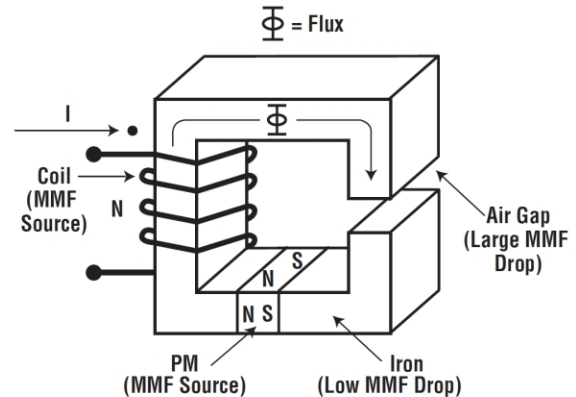 Φ = Flux
I
Φ
Coil
(MMF
Source)
N
S
N
N S
Air Gap
(Large MMF
Drop)
PM
(MMF Source)
Iron
(Low MMF Drop)